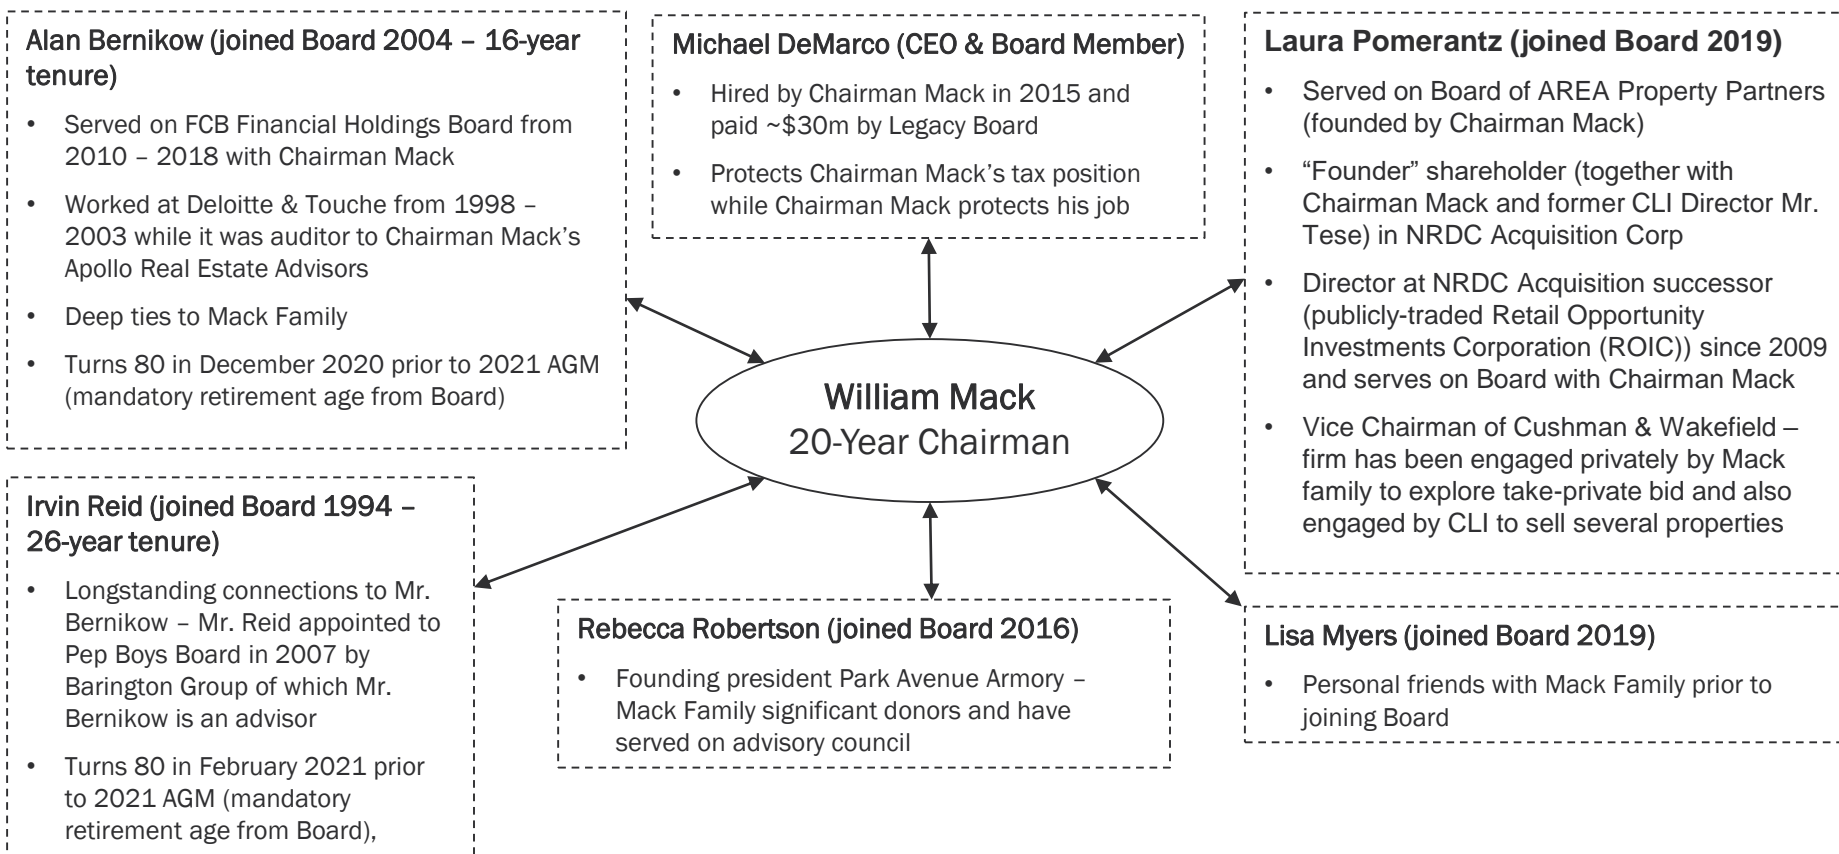 Alan Bernikow (joined Board 2004 – 16-year
tenure)
• Served on FCB Financial Holdings Board from
2010 – 2018 with Chairman Mack
• Worked at Deloitte & Touche from 1998 –
2003 while it was auditor to Chairman Mack's
Apollo Real Estate Advisors
• Deep ties to Mack Family
• Turns 80 in December 2020 prior to 2021 AGM
(mandatory retirement age from Board)
Michael DeMarco (CEO & Board Member)
• Hired by Chairman Mack in 2015 and
paid ~$30m by Legacy Board
• Protects Chairman Mack's tax position
while Chairman Mack protects his job
Laura Pomerantz (joined Board 2019)
• Served on Board of AREA Property Partners
(founded by Chairman Mack)
• “Founder” shareholder (together with
Chairman Mack and former CLI Director Mr.
Tese) in NRDC Acquisition Corp
• Director at NRDC Acquisition successor
(publicly-traded Retail Opportunity
Investments Corporation (ROIC)) since 2009
and serves on Board with Chairman Mack
• Vice Chairman of Cushman & Wakefield –
firm has been engaged privately by Mack
family to explore take-private bid and also
engaged by CLI to sell several properties
William Mack
20-Year Chairman
Irvin Reid (joined Board 1994 –
26-year tenure)
• Longstanding connections to Mr.
Bernikow – Mr. Reid appointed to
Pep Boys Board in 2007 by
Barington Group of which Mr.
Bernikow is an advisor
• Turns 80 in February 2021 prior
to 2021 AGM (mandatory
retirement age from Board),
Rebecca Robertson (joined Board 2016)
• Founding president Park Avenue Armory –
Mack Family significant donors and have
served on advisory council
Lisa Myers (joined Board 2019)
• Personal friends with Mack Family prior to
joining Board